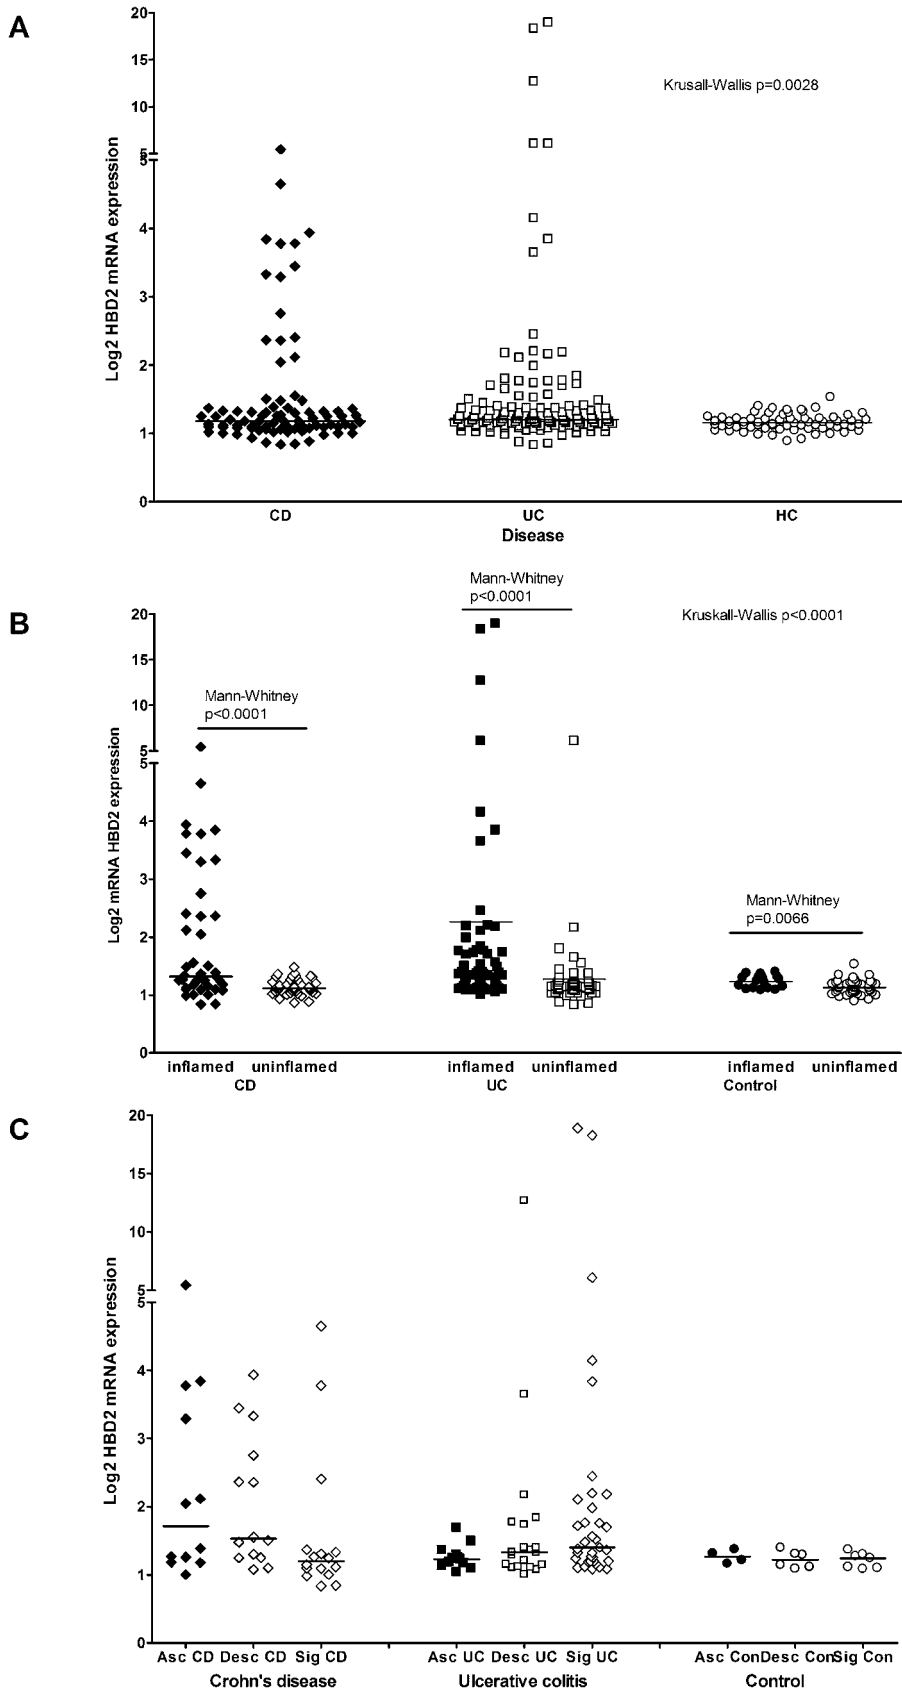 A
20
15
10
5
5
4
3
2
1
0
Log2 HBD2 mRNA expression
Krusall-Wallis p=0.0028
CD UC HC
Disease
B
Mann-Whitney
p<0.0001
Kruskall-Wallis p<0.0001
Mann-Whitney
p<0.0001
Mann-Whitney
p=0.0066
20
15
10
5
5
4
3
2
1
0
Log2 mRNA HBD2 expression
inflamed uninflamed inflamed uninflamed inflamed uninflamed
CD UC Control
C
20
15
10
5
5
4
3
2
1
0
Log2 HBD2 mRNA expression
Asc CD Desc CD Sig CD Asc UC Desc UC Sig UC Asc Con Desc Con Sig Con
Crohn's disease Ulcerative colitis Control